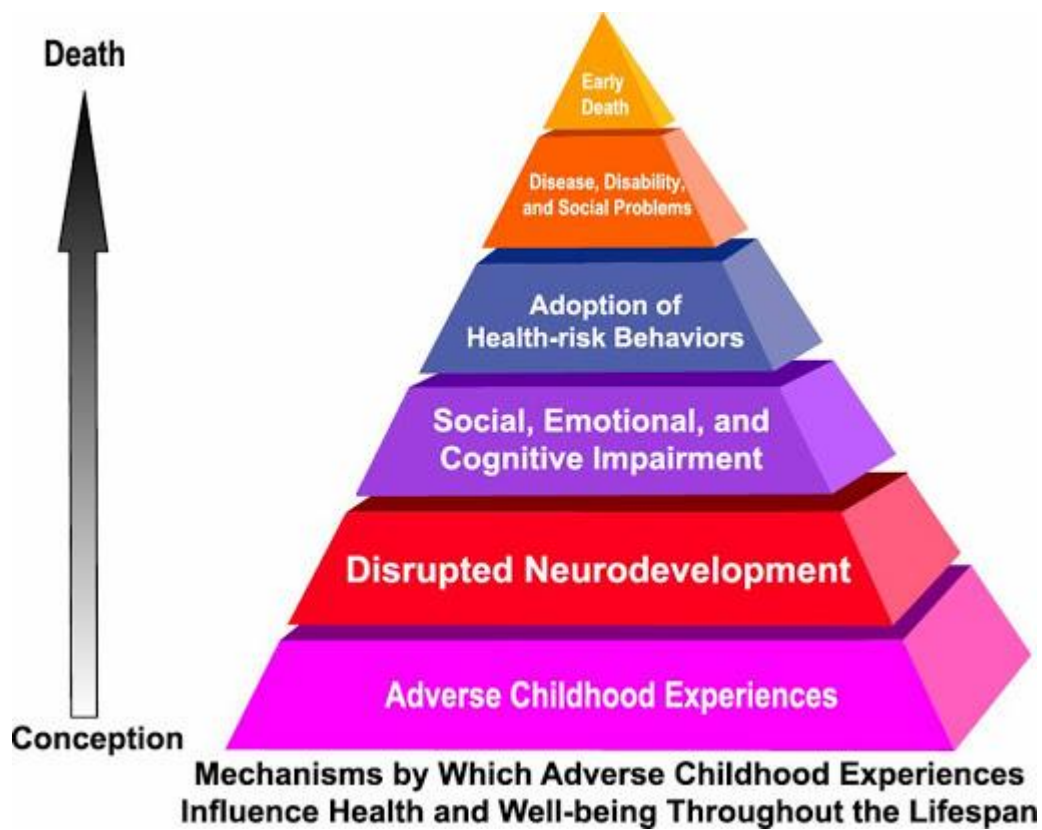 Death
Early
Death
Disease, Disability,
and Social Problems
Adoption of
Health-risk Behaviors
Social, Emotional, and
Cognitive Impairment
Disrupted Neurodevelopment
Adverse Childhood Experiences
Conception
Mechanisms by Which Adverse Childhood Experiences
Influence Health and Well-being Throughout the Lifespan